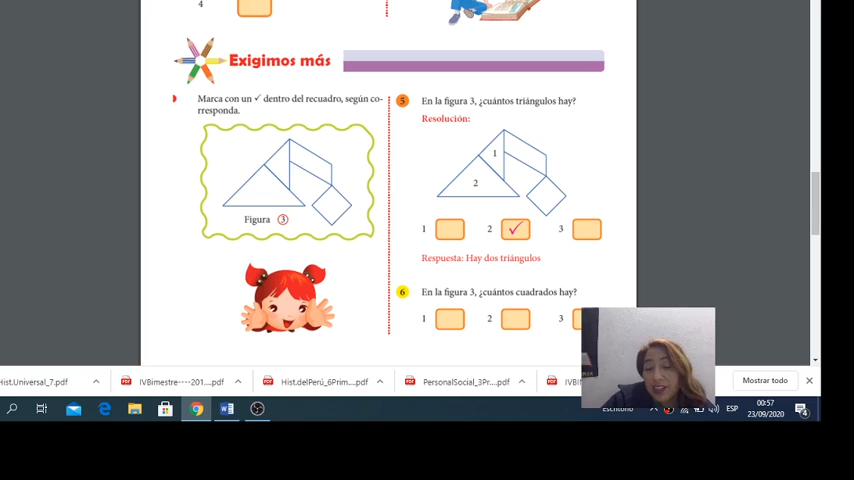 4
Exigimos más
Marca con un ✓ dentro del recuadro, según co-
rresponda.
Figura 3
5 En la figura 3, ¿cuántos triángulos hay?
Resolución:
1
2
1 2 ✓ 3
Respuesta: Hay dos triángulos
6 En la figura 3, ¿cuántos cuadrados hay?
1 2 3
Hist.Universal_7.pdf IVBimestre----201....pdf Hist.delPerú_6Prim....pdf PersonalSocial_3Pr....pdf Mostrar todo
Escritorio ESP 00:57
23/09/2020 4